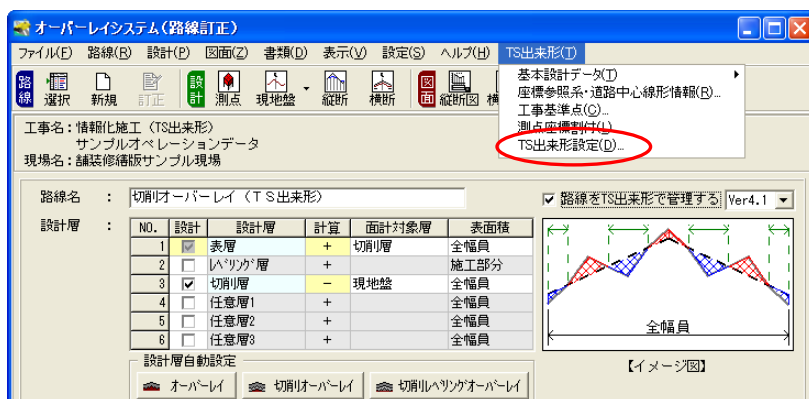 オーバーレイシステム(路線訂正)
ファイル(F) 路線(R) 設計(P) 図面(Z) 書類(D) 表示(V) 設定(S) ヘルプ(H) TS出来形(T)
路線 選択 新規 訂正 設計 測点 現地盤 縦断 横断 図面 縦断図 横
基本設計データ(T)
座標参照系・道路中心線形情報(R)...
工事基準点(C)...
測点座標割付(L)
TS出来形設定(D)...
工事名:情報化施工(TS出来形)
サンプルオペレーションデータ
現場名:舗装修繕版サンプル現場
路線名 : 切削オーバーレイ(TS出来形)
路線をTS出来形で管理する Ver4.1
設計層 :
NO. 設計 設計層 計算 面計対象層 表面積
1 表層 + 切削層 全幅員
2 レベリング層 + 施工部分
3 切削層 − 現地盤 全幅員
4 任意層1 + 全幅員
5 任意層2 + 全幅員
6 任意層3 + 全幅員
全幅員
【イメージ図】
設計層自動設定
オーバーレイ 切削オーバーレイ 切削レベリングオーバーレイ